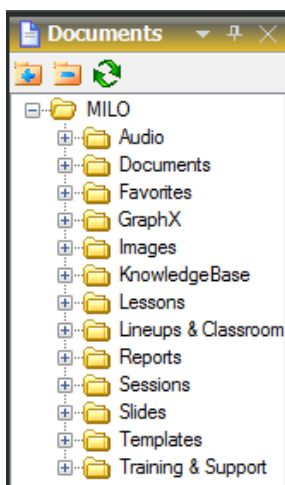 Documents
MILO
Audio
Documents
Favorites
GraphX
Images
KnowledgeBase
Lessons
Lineups & Classroom
Reports
Sessions
Slides
Templates
Training & Support